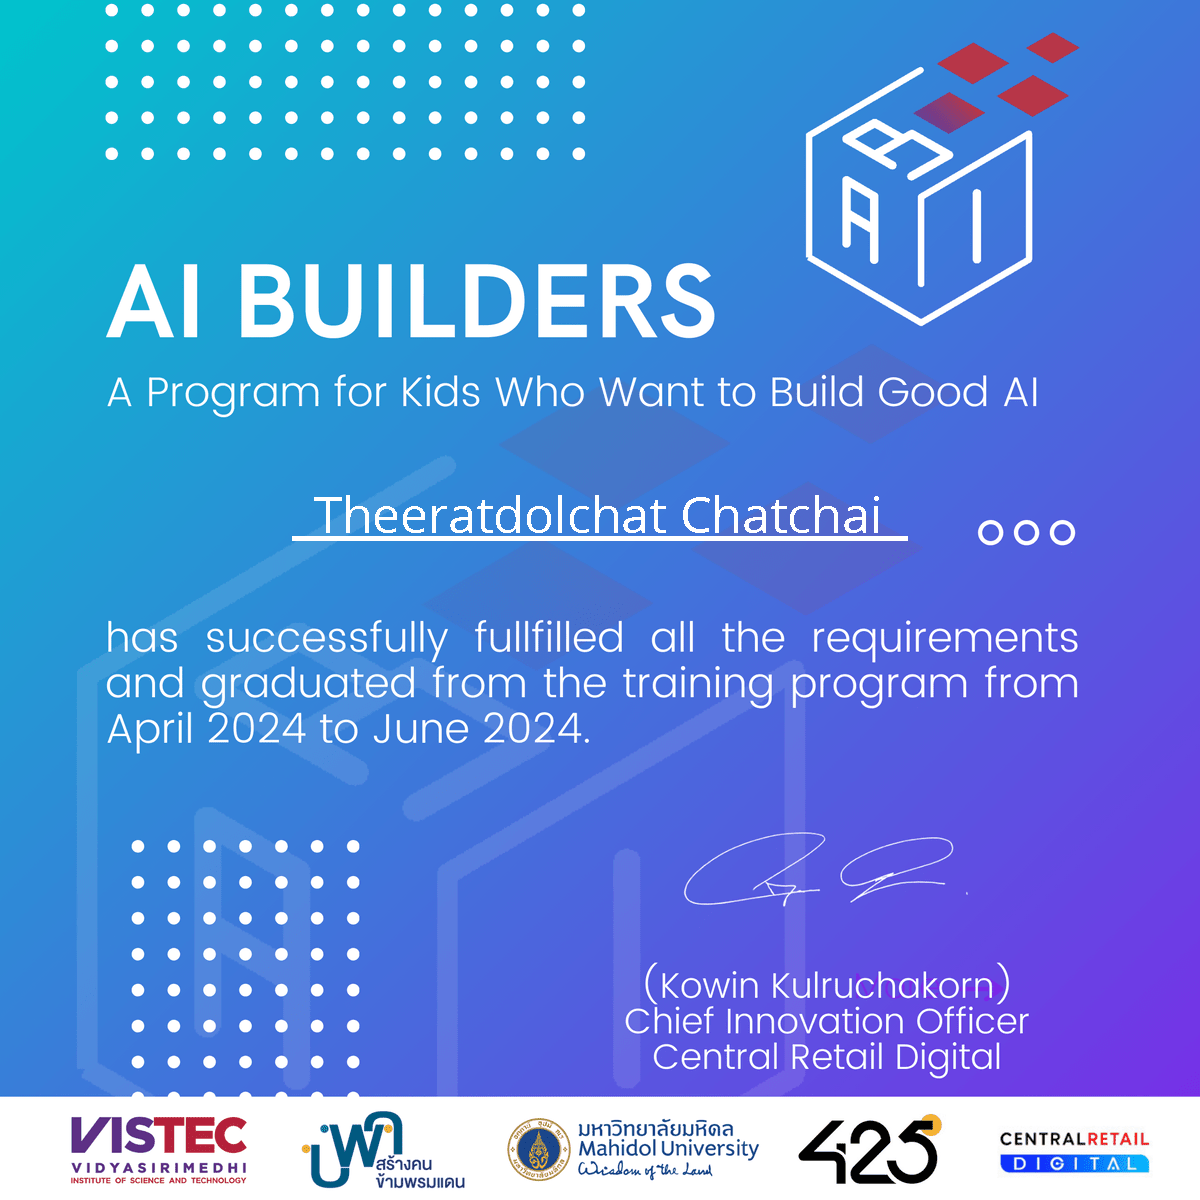 B
A I
AI BUILDERS
A Program for Kids Who Want to Build Good AI
Theeratdolchat Chatchai
has successfully fullfilled all the requirements
and graduated from the training program from
April 2024 to June 2024.
(Kowin Kulruchakorn)
Chief Innovation Officer
Central Retail Digital
VISTEC
VIDYASIRIMEDHI
INSTITUTE OF SCIENCE AND TECHNOLOGY
สร้างคน
ข้ามพรมแดน
มหาวิทยาลัยมหิดล
Mahidol University
Wisdom of the Land
425
CENTRALRETAIL
DIGITAL